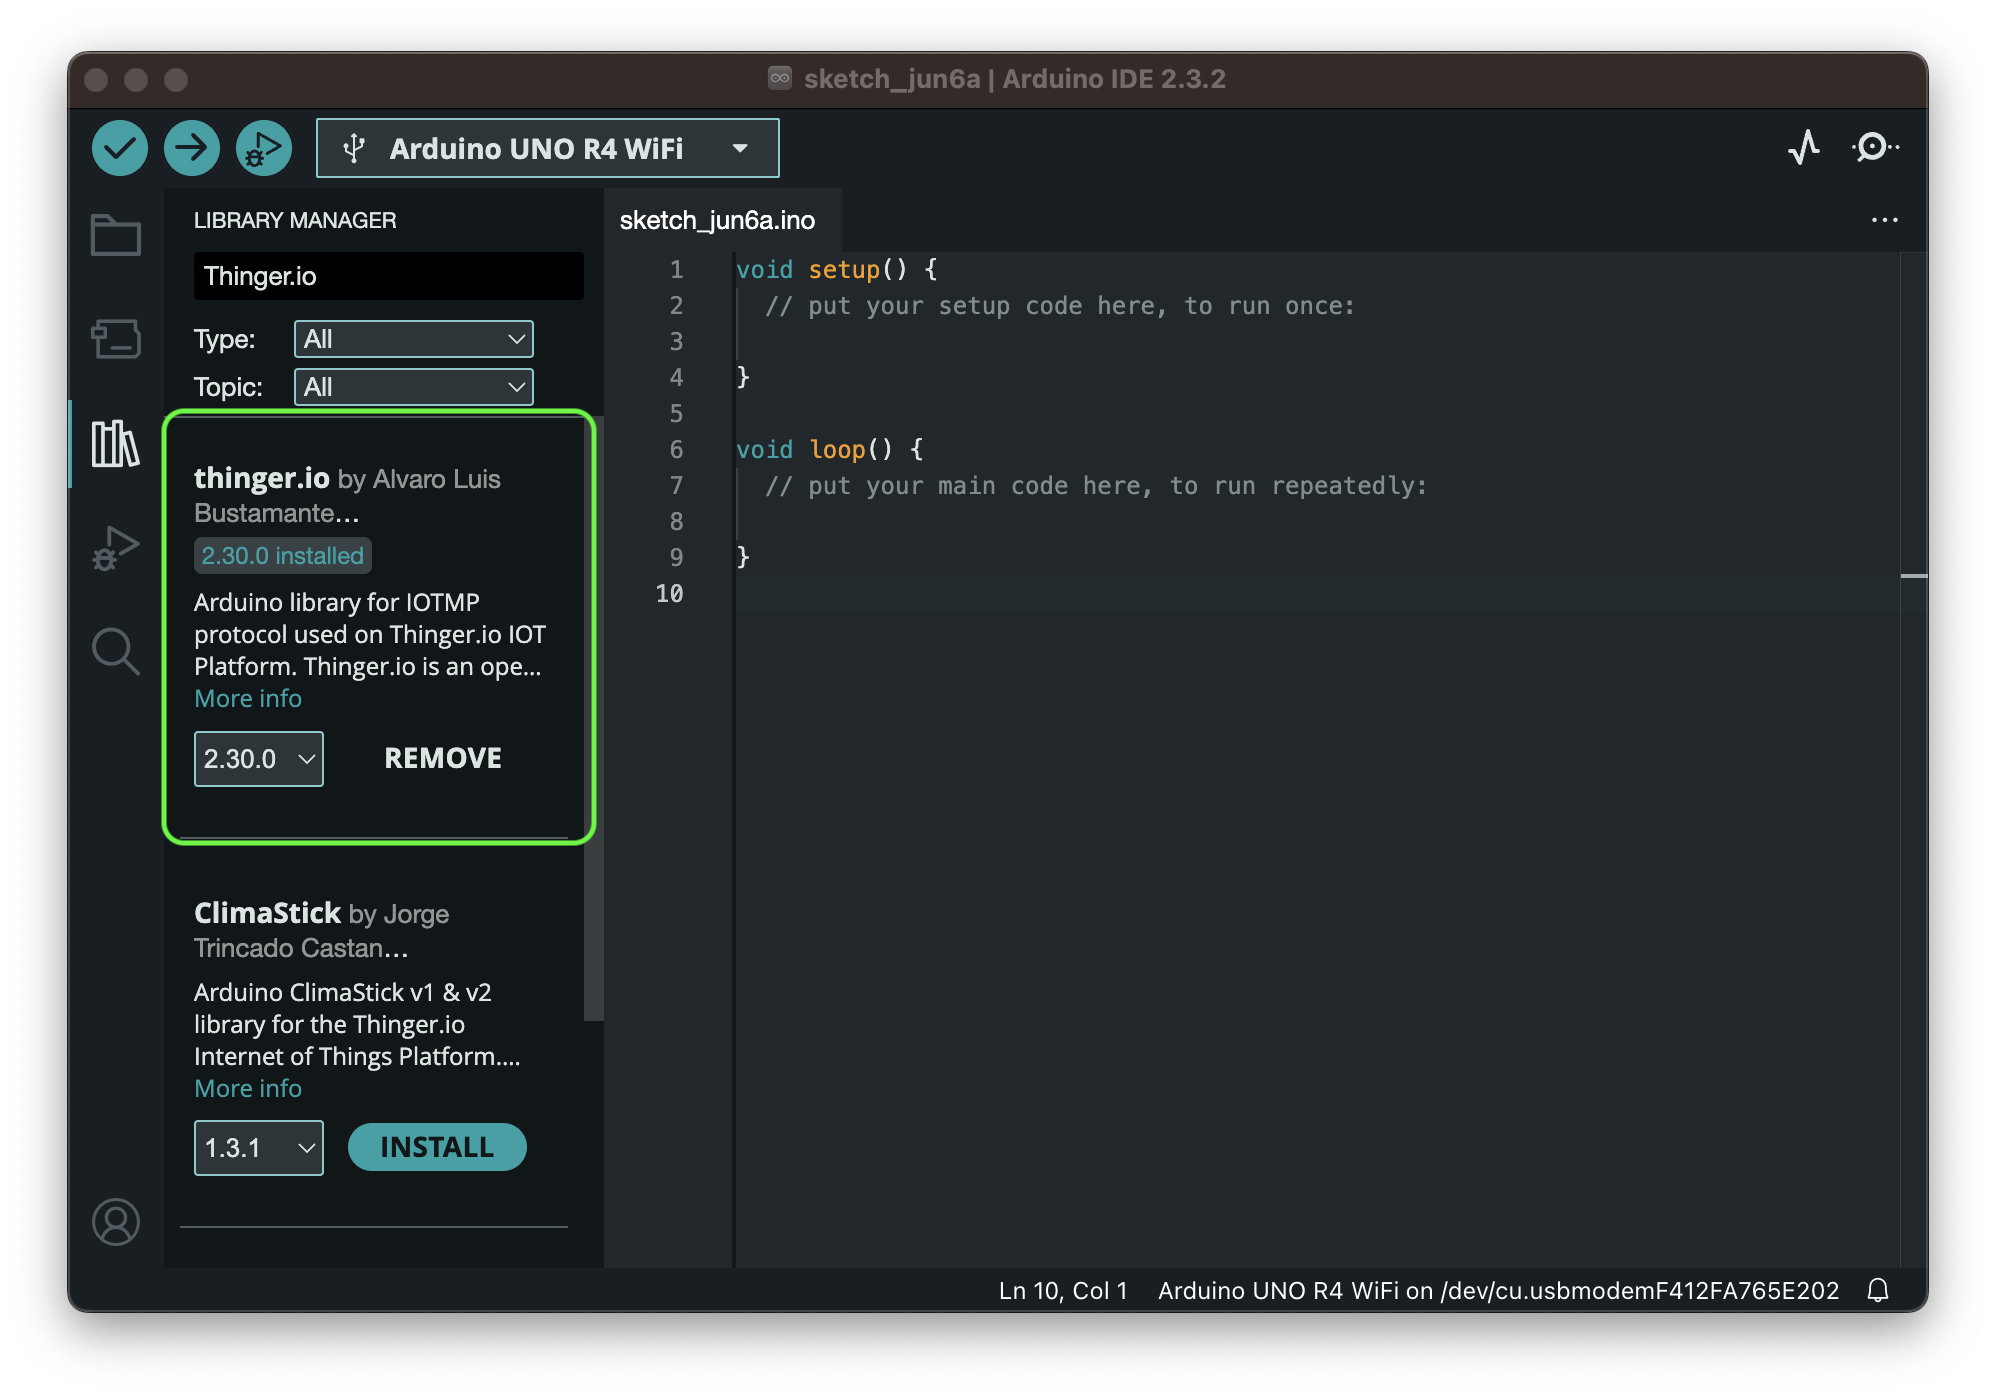 sketch_jun6a | Arduino IDE 2.3.2
Arduino UNO R4 WiFi
LIBRARY MANAGER
Thinger.io
Type: All
Topic: All
thinger.io by Alvaro Luis
Bustamante...
2.30.0 installed
Arduino library for IOTMP
protocol used on Thinger.io IOT
Platform. Thinger.io is an ope...
More info
2.30.0 REMOVE
ClimaStick by Jorge
Trincado Castan...
Arduino ClimaStick v1 & v2
library for the Thinger.io
Internet of Things Platform....
More info
1.3.1 INSTALL
sketch_jun6a.ino
1 void setup() {
2 // put your setup code here, to run once:
3
4 }
5
6 void loop() {
7 // put your main code here, to run repeatedly:
8
9 }
10
Ln 10, Col 1 Arduino UNO R4 WiFi on /dev/cu.usbmodemF412FA765E202